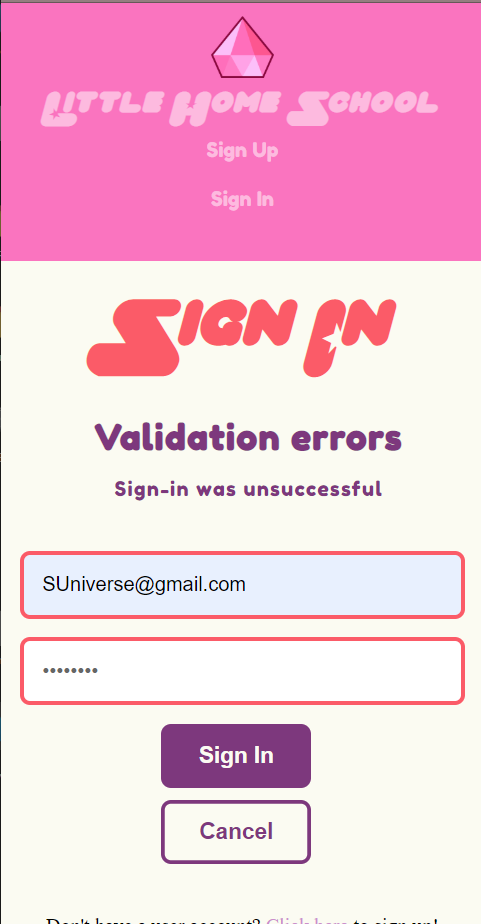 Little Home School
Sign Up
Sign In
Sign In
Validation errors
Sign-in was unsuccessful
SUniverse@gmail.com
••••••••
Sign In
Cancel
Don't have a user account? Click here to sign up!